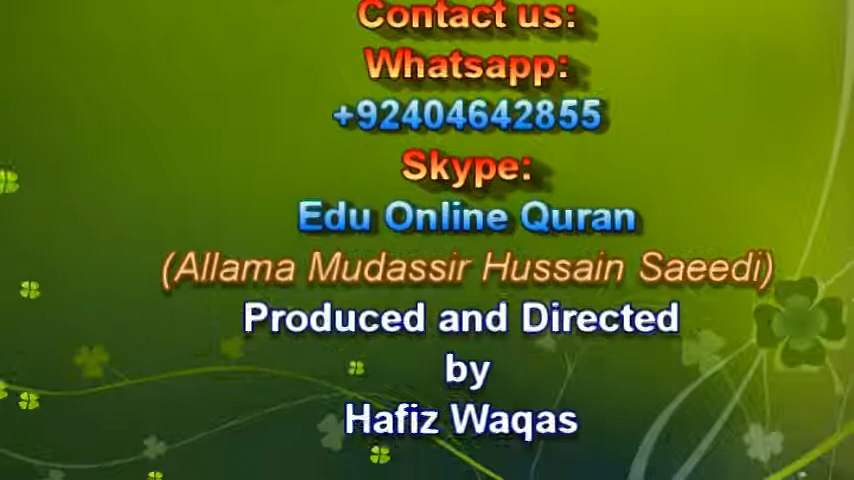 Contact us:
Whatsapp:
+92404642855
Skype:
Edu Online Quran
(Allama Mudassir Hussain Saeedi)
Produced and Directed
by
Hafiz Waqas